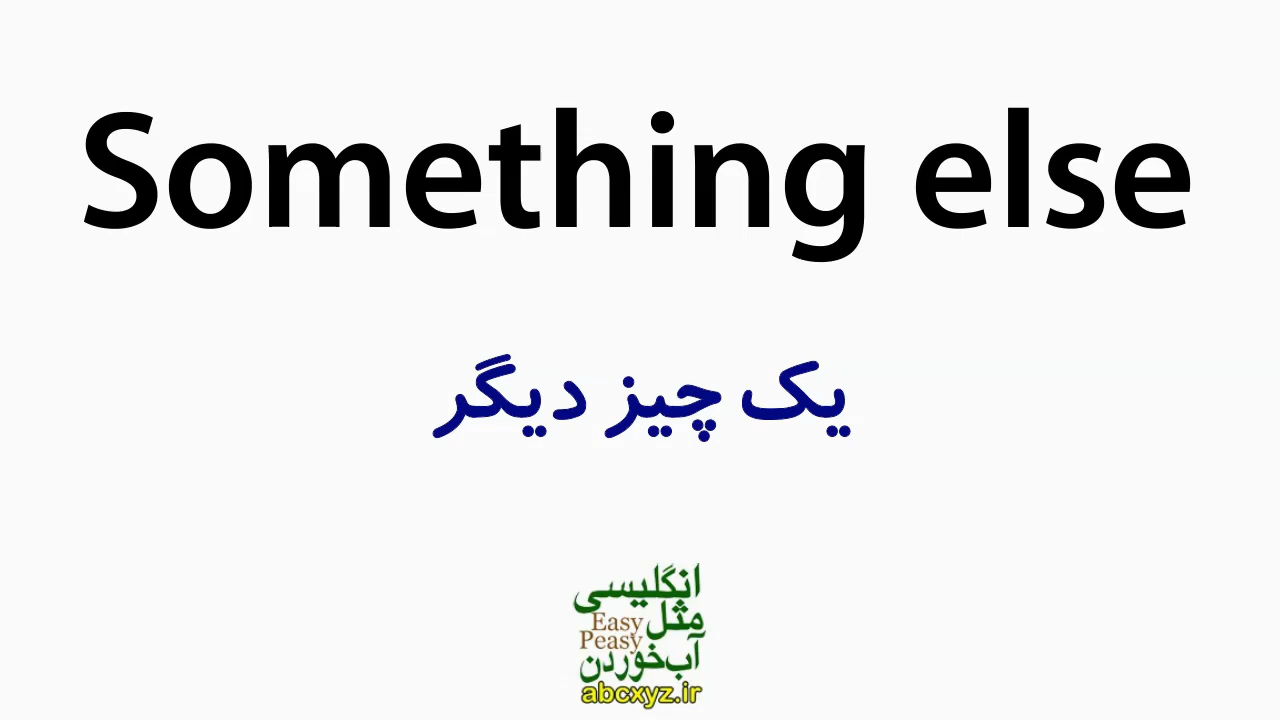 Something else
یک چیز دیگر
انگلیسی
مثل Easy
Peasy
آب‌خوردن
abcxyz.ir